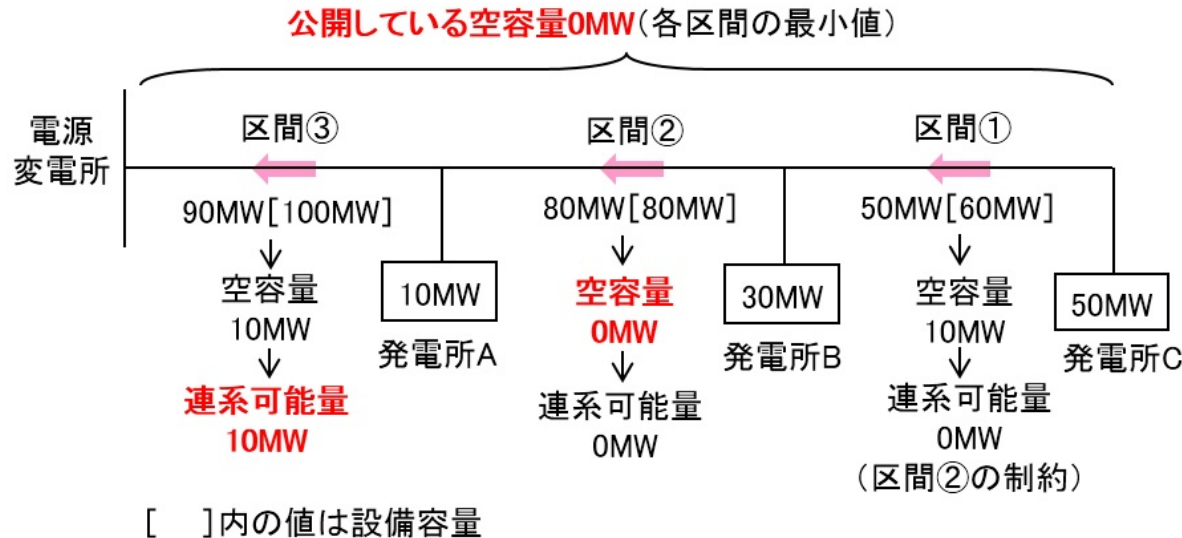 公開している空容量0MW(各区間の最小値)
電源
変電所
区間③
区間②
区間①
90MW[100MW]
80MW[80MW]
50MW[60MW]
空容量
10MW
連系可能量
10MW
10MW
発電所A
空容量
0MW
連系可能量
0MW
30MW
発電所B
空容量
10MW
連系可能量
0MW
(区間②の制約)
50MW
発電所C
[ ]内の値は設備容量